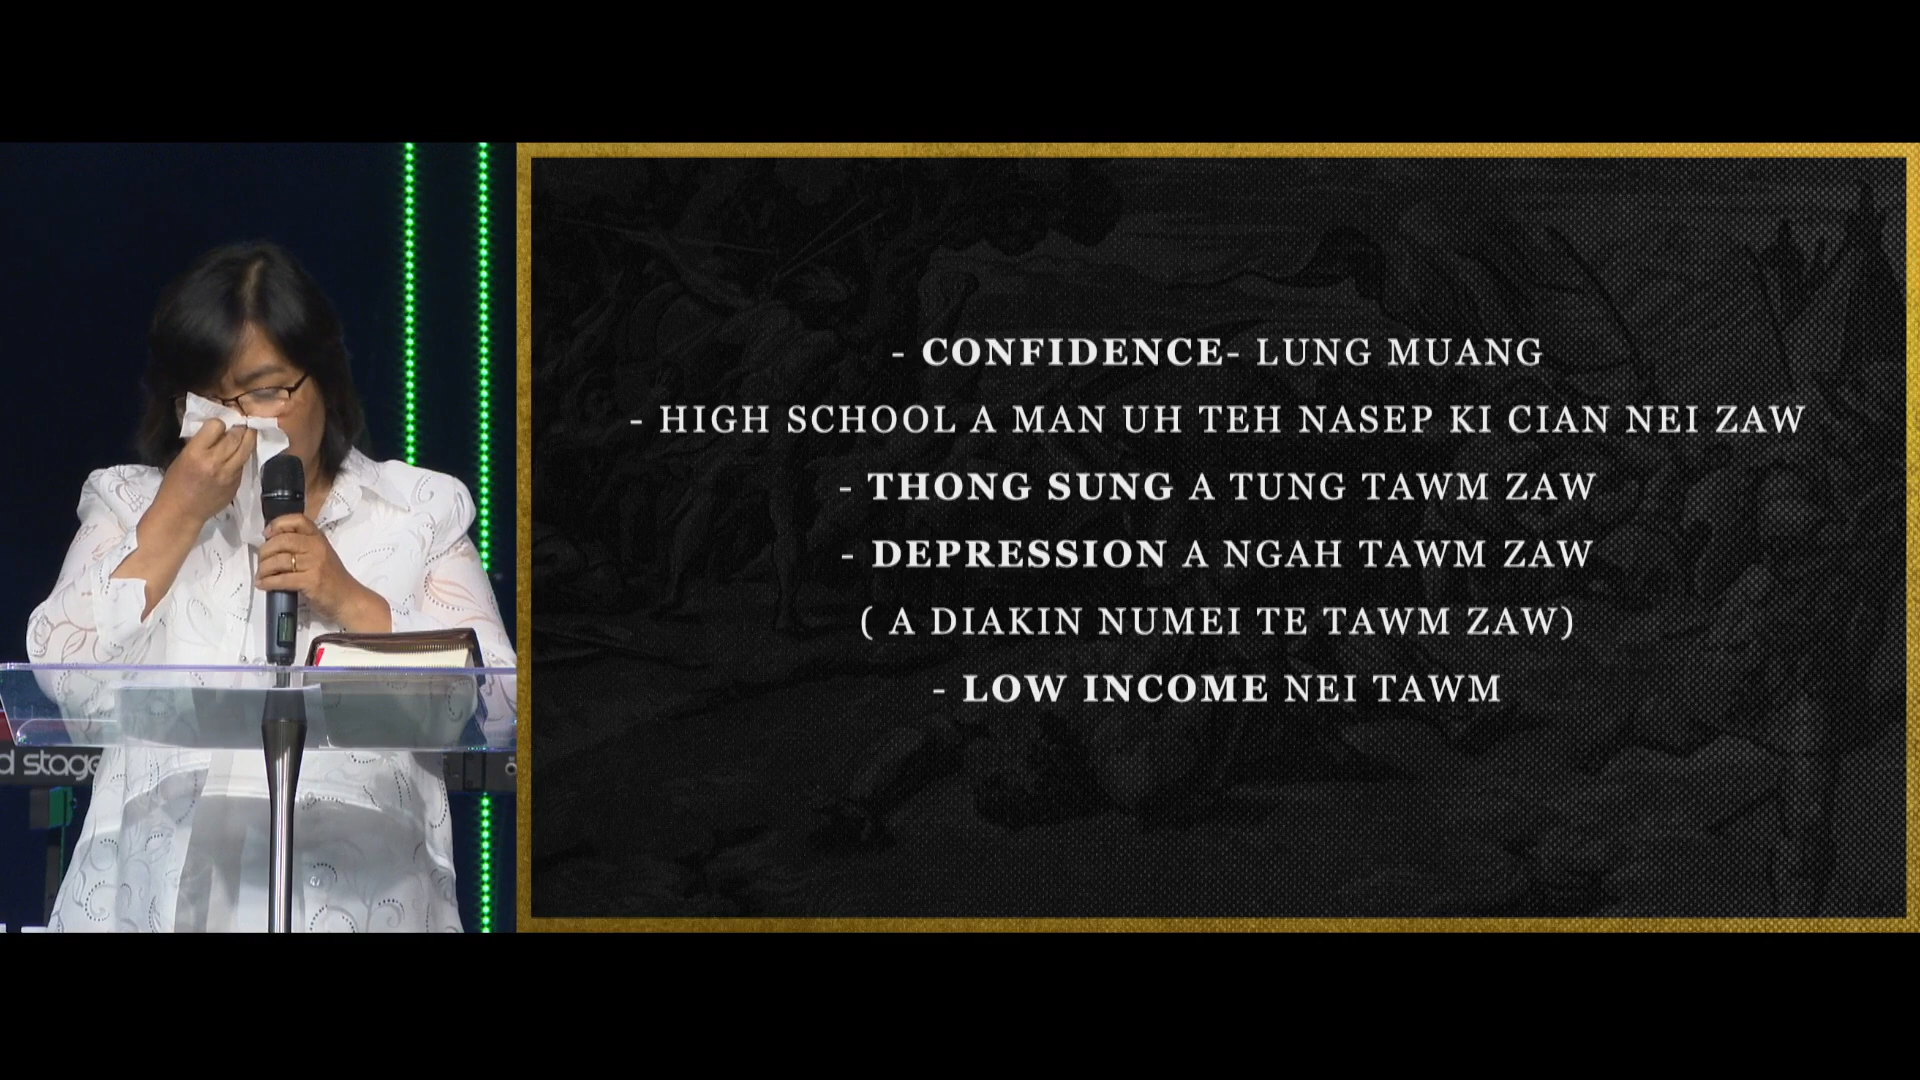 - CONFIDENCE- LUNG MUANG
- HIGH SCHOOL A MAN UH TEH NASEP KI CIAN NEI ZAW
- THONG SUNG A TUNG TAWM ZAW
- DEPRESSION A NGAH TAWM ZAW
( A DIAKIN NUMEI TE TAWM ZAW)
- LOW INCOME NEI TAWM
d stage